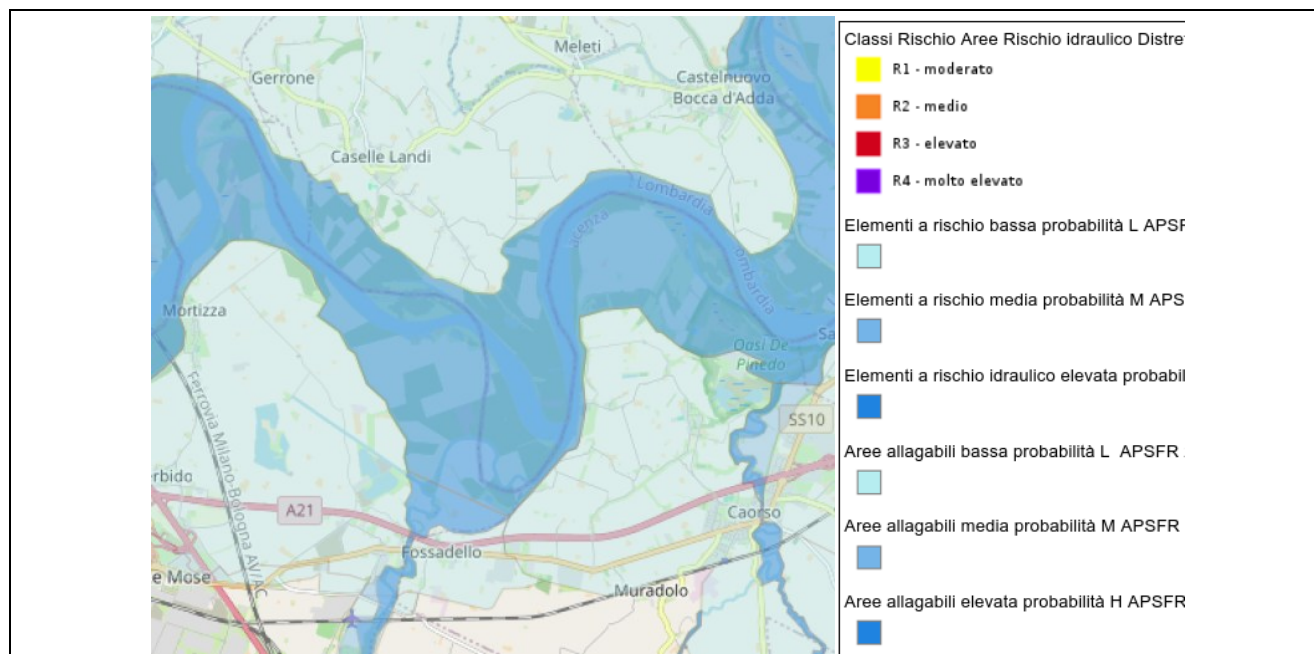 Meleti
Gerrone
Castelnuovo
Bocca d'Adda
Caselle Landi
Lombardia
acenza
ombardia
Mortizza
Oasi De
Pinedo
Sa
Ferrovia Milano-Bologna AV/AC
SS10
rbido
A21
Caorso
Fossadello
e Mose
Muradolo
Classi Rischio Aree Rischio idraulico Distre
R1 - moderato
R2 - medio
R3 - elevato
R4 - molto elevato
Elementi a rischio bassa probabilità L APSF
Elementi a rischio media probabilità M APS
Elementi a rischio idraulico elevata probabil
Aree allagabili bassa probabilità L APSFR
Aree allagabili media probabilità M APSFR
Aree allagabili elevata probabilità H APSFR